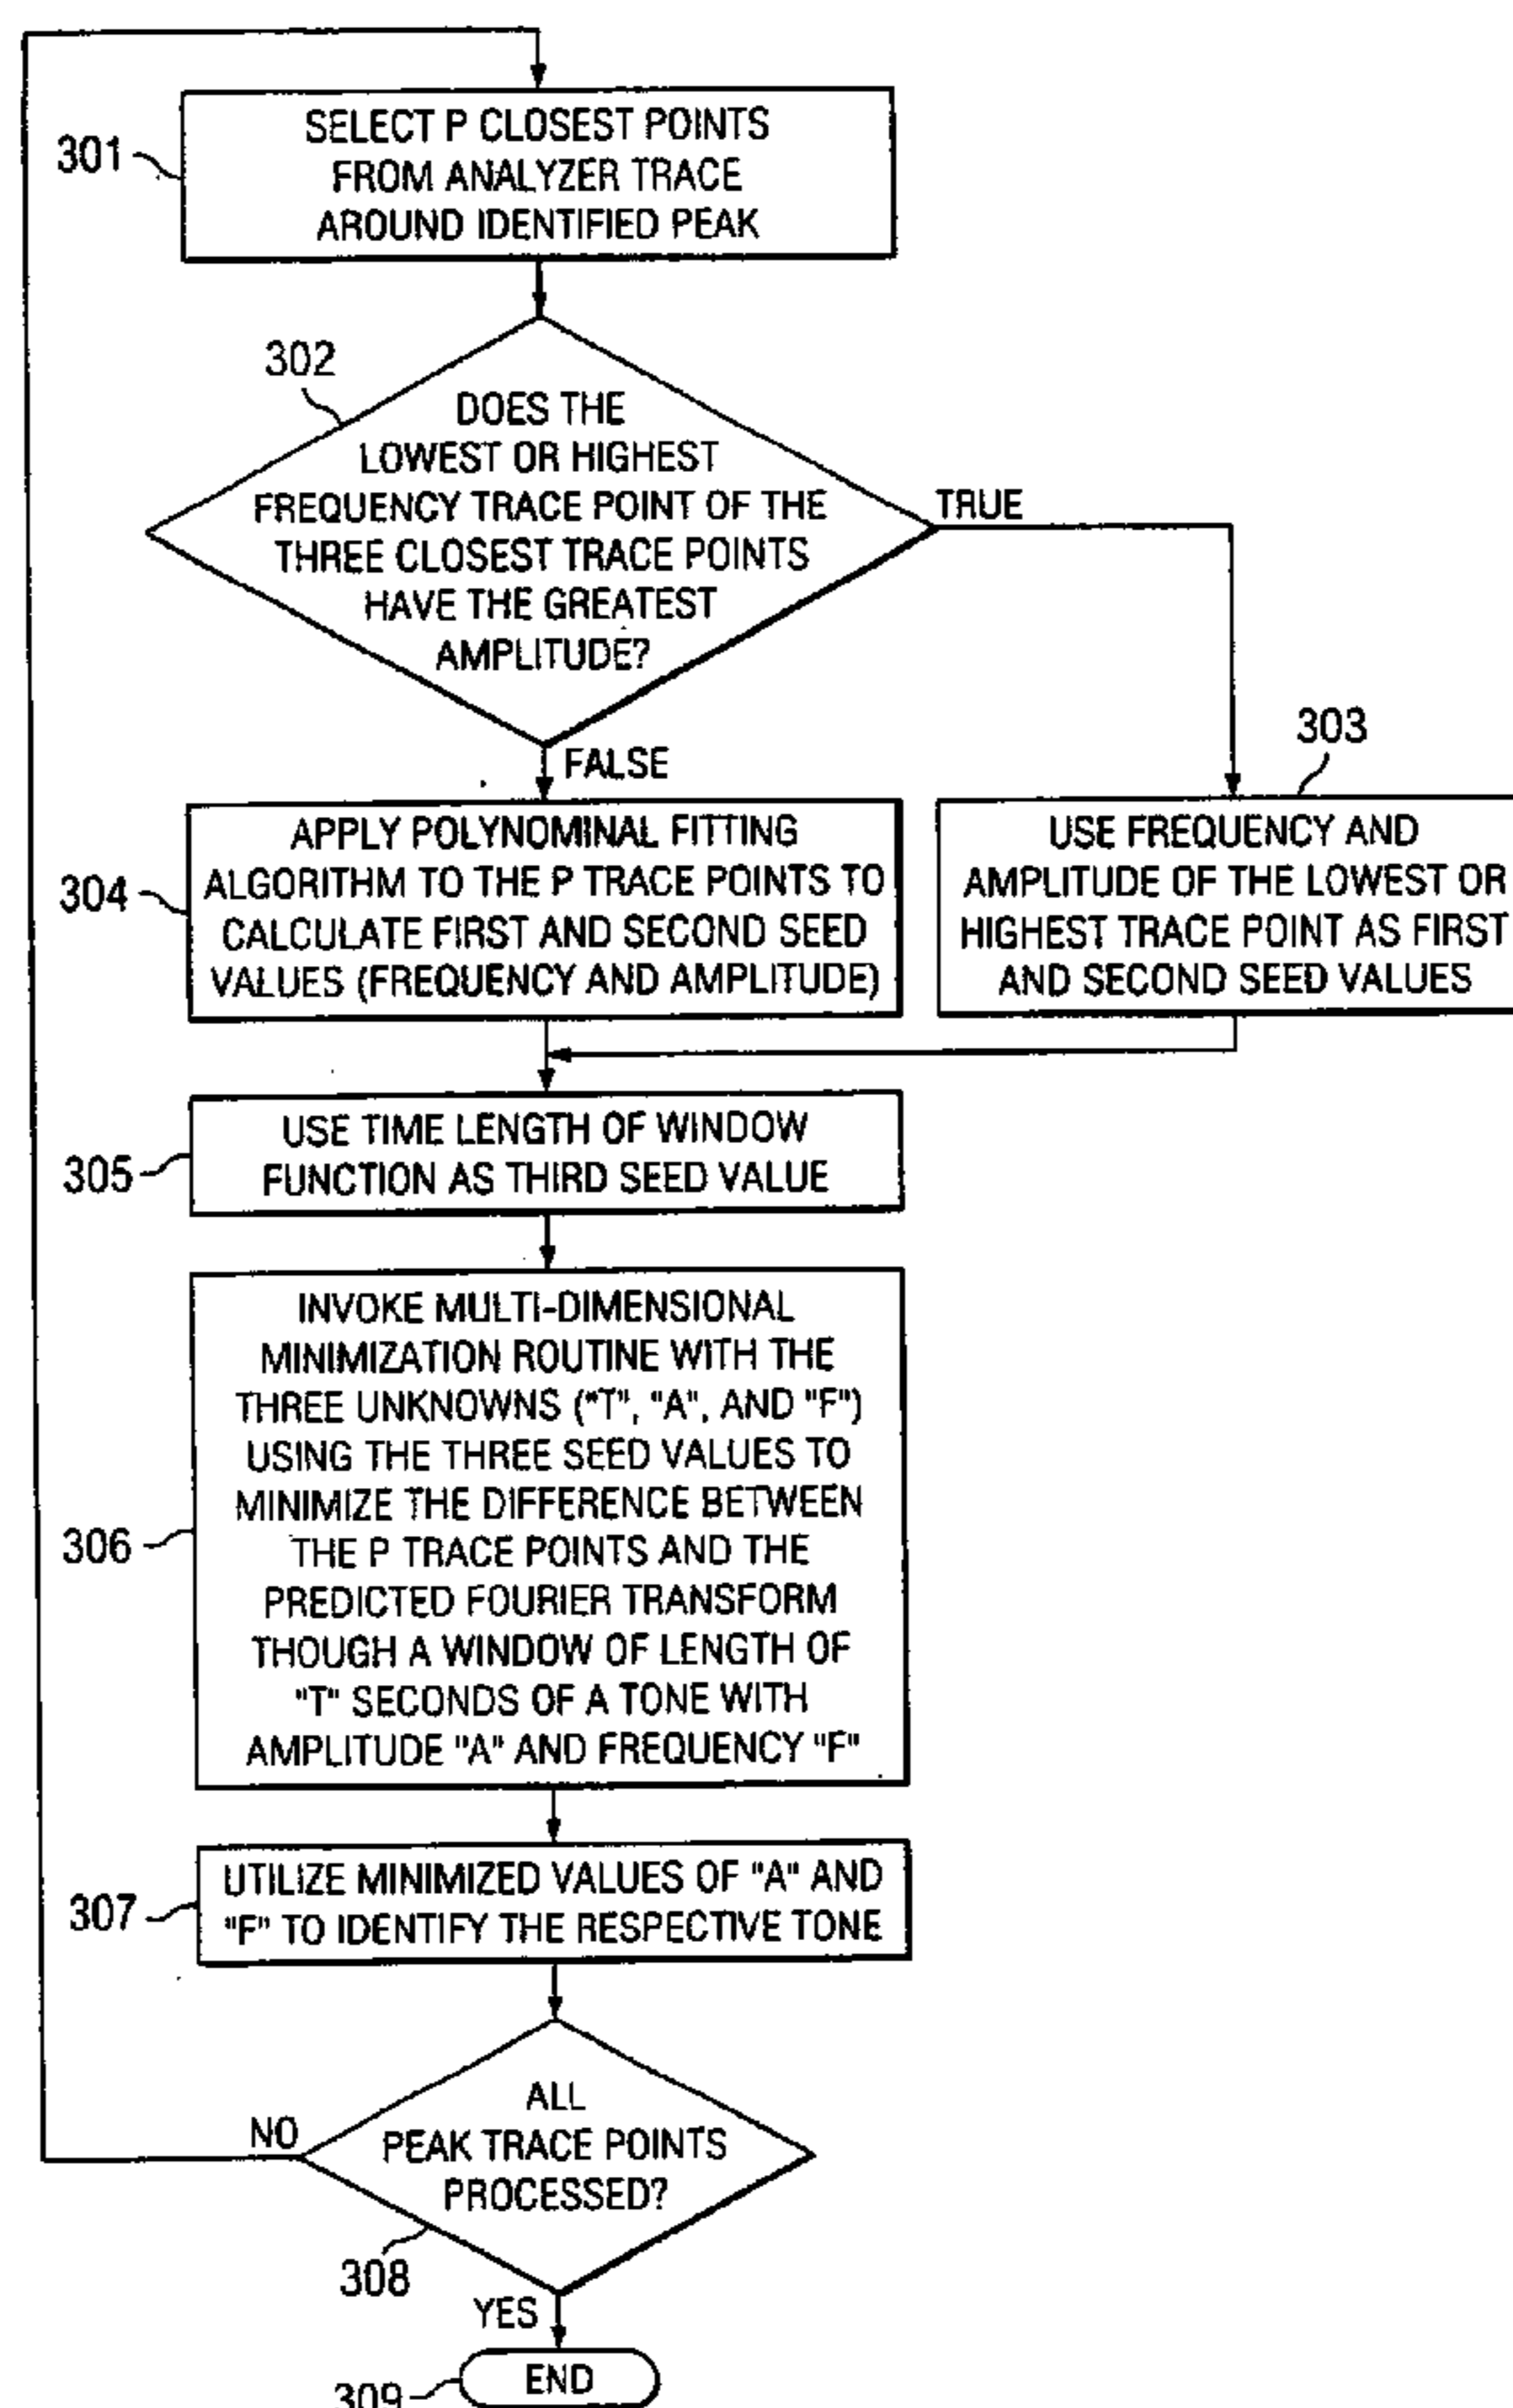 301
SELECT P CLOSEST POINTS
FROM ANALYZER TRACE
AROUND IDENTIFIED PEAK
302
DOES THE
LOWEST OR HIGHEST
FREQUENCY TRACE POINT OF THE
THREE CLOSEST TRACE POINTS
HAVE THE GREATEST
AMPLITUDE?
TRUE
FALSE
303
USE FREQUENCY AND
AMPLITUDE OF THE LOWEST OR
HIGHEST TRACE POINT AS FIRST
AND SECOND SEED VALUES
304
APPLY POLYNOMINAL FITTING
ALGORITHM TO THE P TRACE POINTS TO
CALCULATE FIRST AND SECOND SEED
VALUES (FREQUENCY AND AMPLITUDE)
305
USE TIME LENGTH OF WINDOW
FUNCTION AS THIRD SEED VALUE
306
INVOKE MULTI-DIMENSIONAL
MINIMIZATION ROUTINE WITH THE
THREE UNKNOWNS ("T", "A", AND "F")
USING THE THREE SEED VALUES TO
MINIMIZE THE DIFFERENCE BETWEEN
THE P TRACE POINTS AND THE
PREDICTED FOURIER TRANSFORM
THOUGH A WINDOW OF LENGTH OF
"T" SECONDS OF A TONE WITH
AMPLITUDE "A" AND FREQUENCY "F"
307
UTILIZE MINIMIZED VALUES OF "A" AND
"F" TO IDENTIFY THE RESPECTIVE TONE
ALL
PEAK TRACE POINTS
PROCESSED?
NO
308
YES
END
309